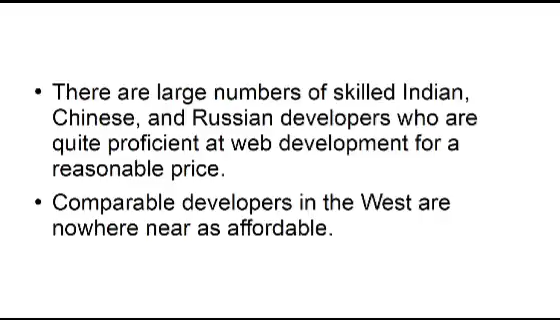 • There are large numbers of skilled Indian,
Chinese, and Russian developers who are
quite proficient at web development for a
reasonable price.
• Comparable developers in the West are
nowhere near as affordable.